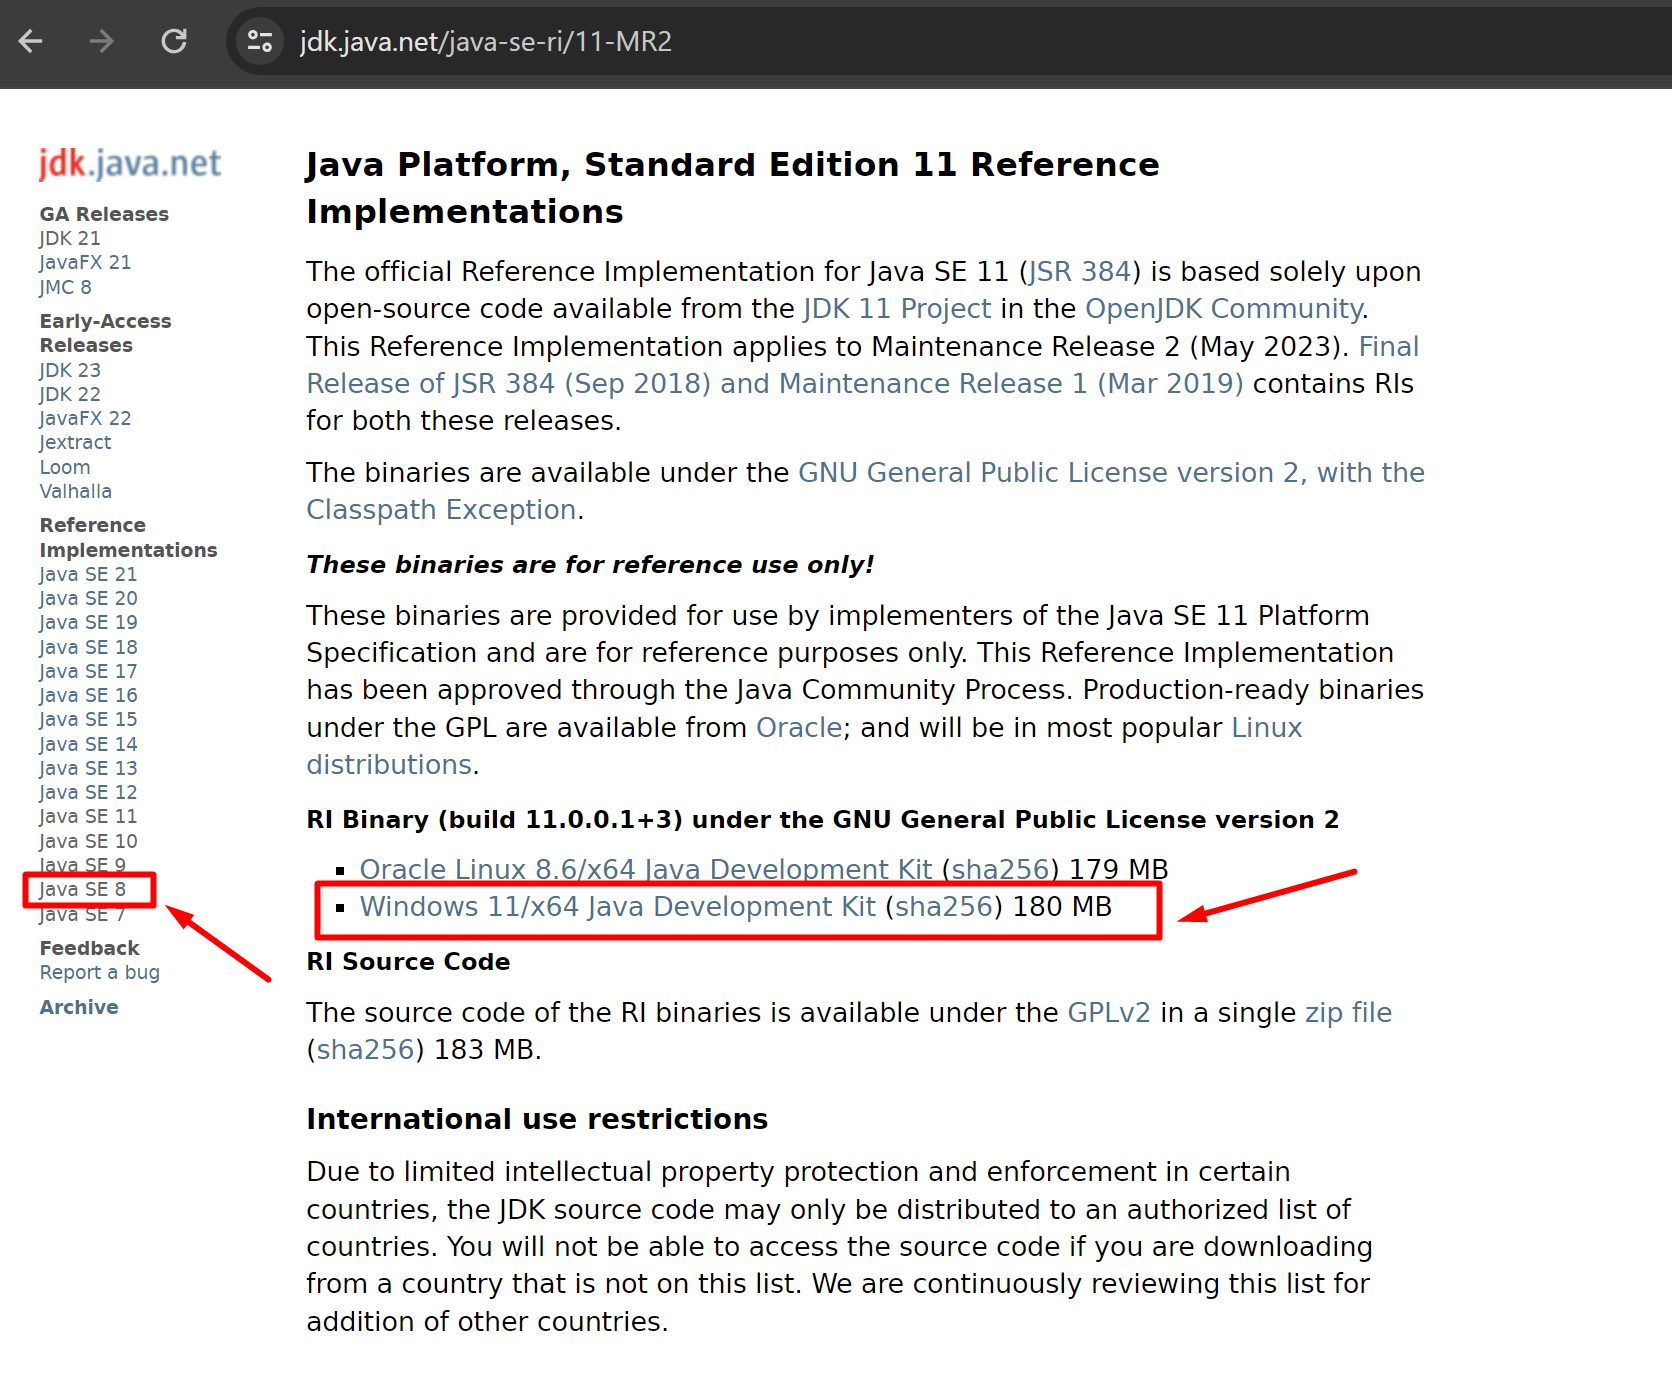 jdk.java.net/java-se-ri/11-MR2
jdk.java.net
GA Releases
JDK 21
JavaFX 21
JMC 8
Early-Access
Releases
JDK 23
JDK 22
JavaFX 22
Jextract
Loom
Valhalla
Reference
Implementations
Java SE 21
Java SE 20
Java SE 19
Java SE 18
Java SE 17
Java SE 16
Java SE 15
Java SE 14
Java SE 13
Java SE 12
Java SE 11
Java SE 10
Java SE 9
Java SE 8
Java SE 7
Feedback
Report a bug
Archive
Java Platform, Standard Edition 11 Reference
Implementations
The official Reference Implementation for Java SE 11 (JSR 384) is based solely upon
open-source code available from the JDK 11 Project in the OpenJDK Community.
This Reference Implementation applies to Maintenance Release 2 (May 2023). Final
Release of JSR 384 (Sep 2018) and Maintenance Release 1 (Mar 2019) contains RIs
for both these releases.
The binaries are available under the GNU General Public License version 2, with the
Classpath Exception.
These binaries are for reference use only!
These binaries are provided for use by implementers of the Java SE 11 Platform
Specification and are for reference purposes only. This Reference Implementation
has been approved through the Java Community Process. Production-ready binaries
under the GPL are available from Oracle; and will be in most popular Linux
distributions.
RI Binary (build 11.0.0.1+3) under the GNU General Public License version 2
▪ Oracle Linux 8.6/x64 Java Development Kit (sha256) 179 MB
▪ Windows 11/x64 Java Development Kit (sha256) 180 MB
RI Source Code
The source code of the RI binaries is available under the GPLv2 in a single zip file
(sha256) 183 MB.
International use restrictions
Due to limited intellectual property protection and enforcement in certain
countries, the JDK source code may only be distributed to an authorized list of
countries. You will not be able to access the source code if you are downloading
from a country that is not on this list. We are continuously reviewing this list for
addition of other countries.